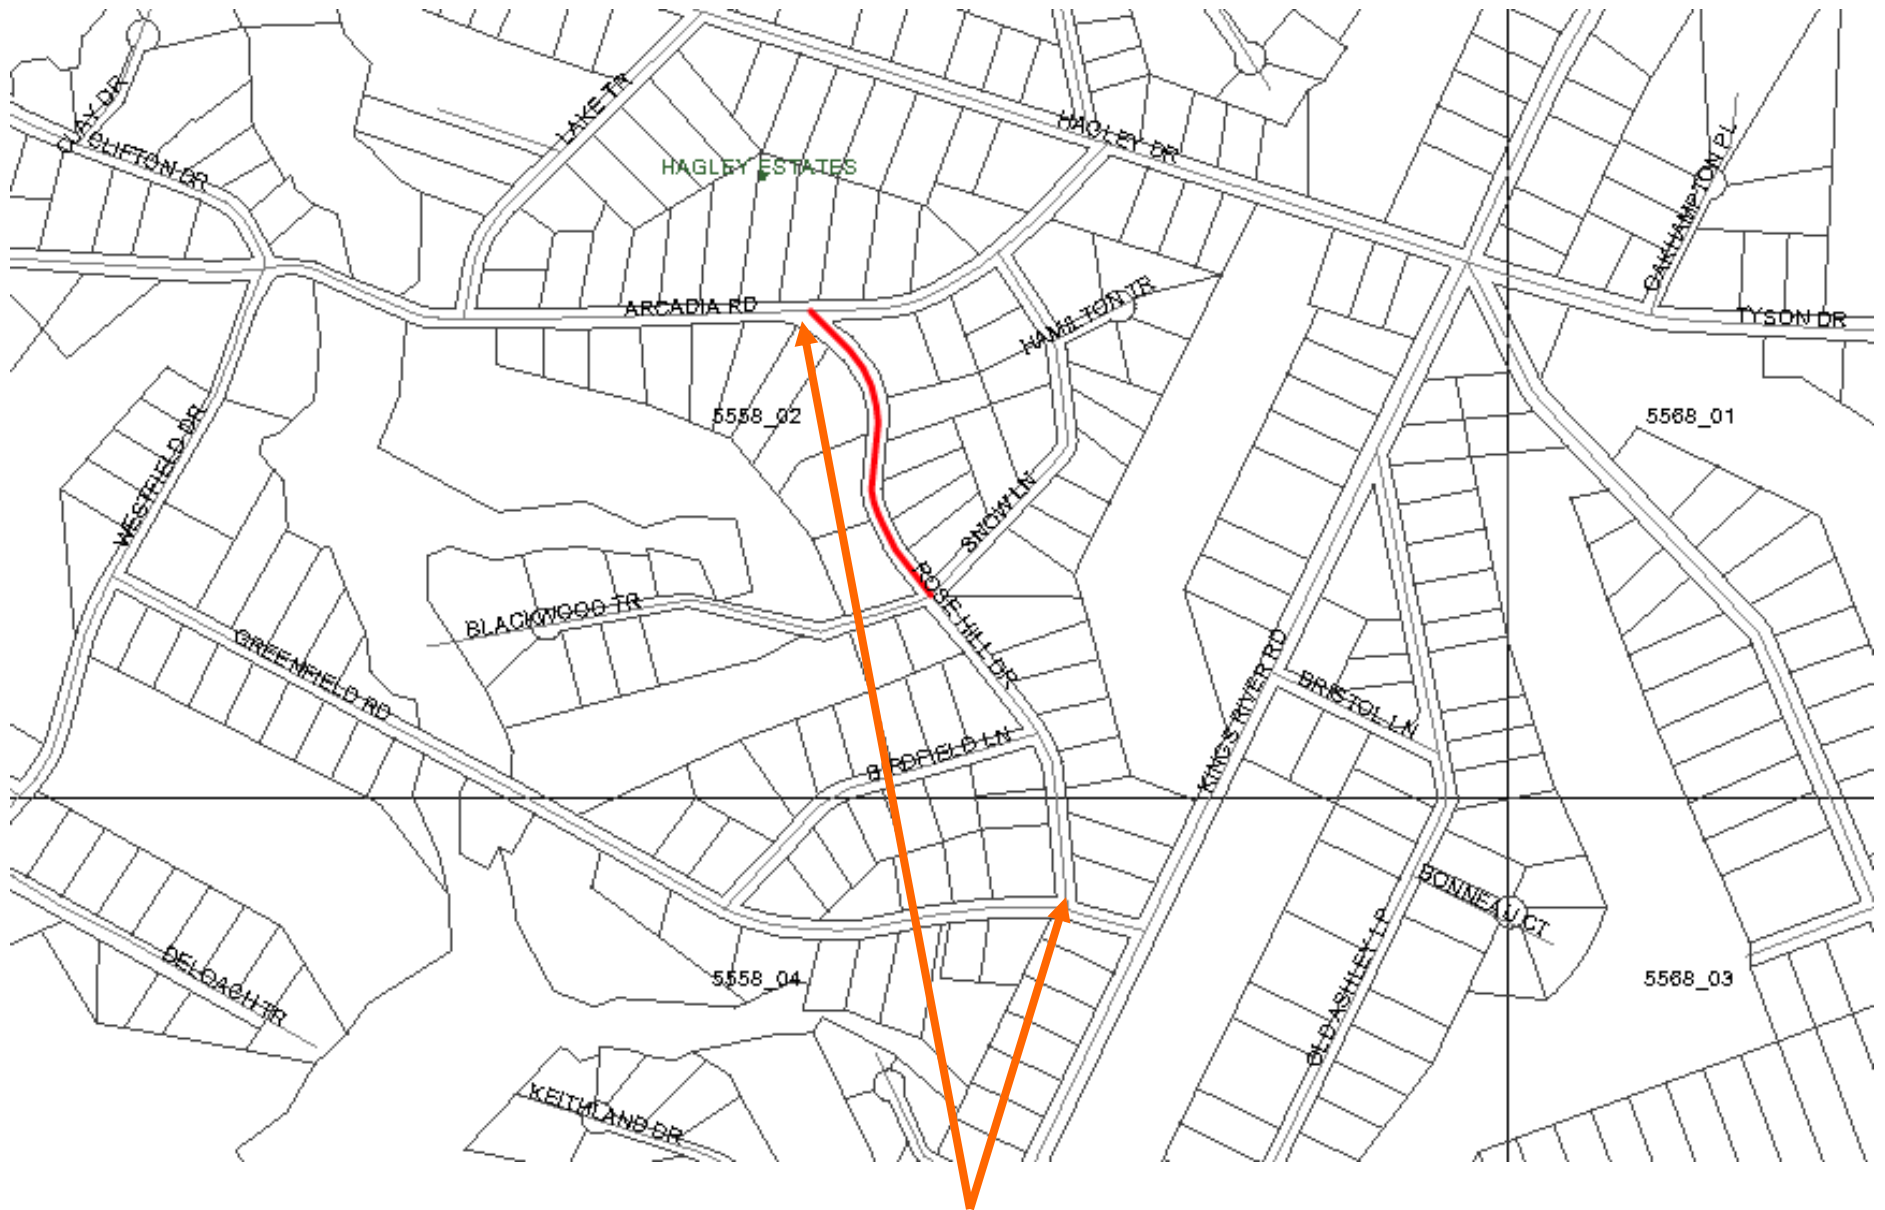 CLAY DR
CLIFTON DR
LAKE TR
HAGLEY DR
HAGLEY ESTATES
OAKHAMPTON PL
ARCADIA RD
HAMILTON TR
TYSON DR
5558_02
5568_01
WESTFIELD DR
SNOW LN
ROSE HILL DR
BLACKWOOD TR
GREENFIELD RD
KINGS RIVER RD
BRISTOL LN
BIRDFIELD LN
BONNEAU CT
OLD ASHLEY LP
DELOACH TR
5558_04
5568_03
KEITHLAND DR